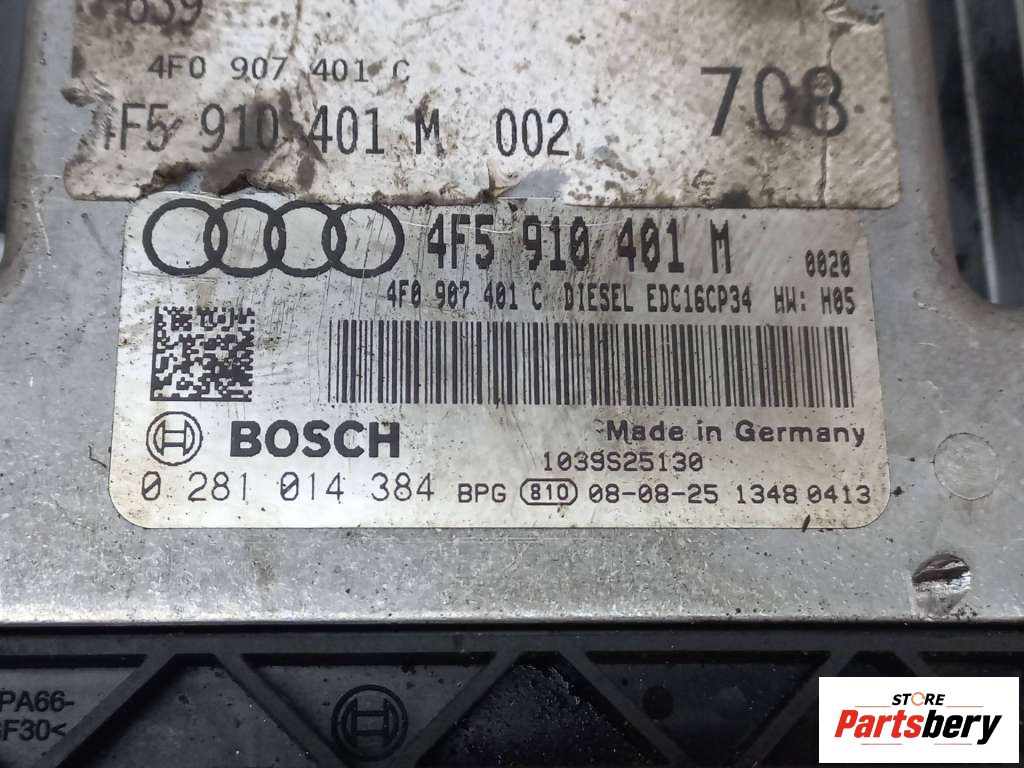 859
4F0 907 401 C
4F5 910 401 M 002
708
4F5 910 401 M 0020
4F0 907 401 C DIESEL EDC16CP34 HW: H05
BOSCH
Made in Germany
1039S25130
0 281 014 384 BPG 810 08-08-25 1348 0413
PA66-
GF30<
STORE
Partsbery